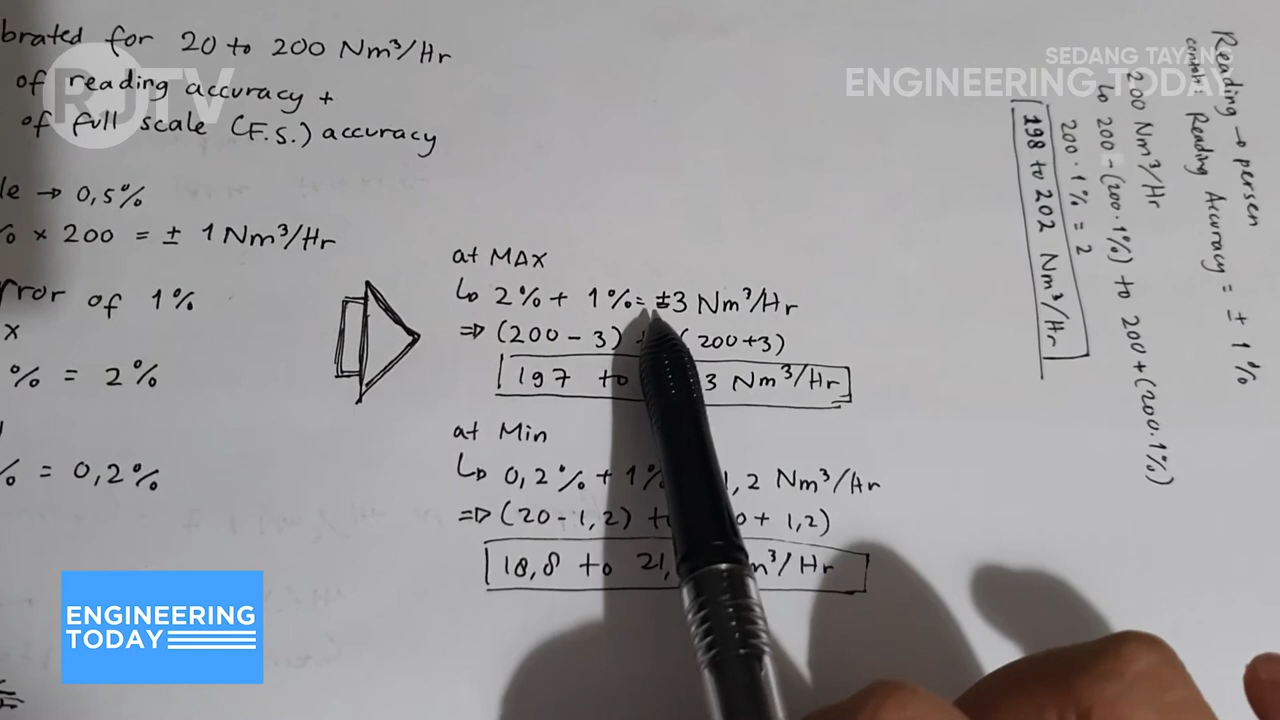 brated for 20 to 200 Nm³/Hr
of reading accuracy +
of full scale (F.S.) accuracy
le → 0,5%
% × 200 = ± 1 Nm³/Hr
rror of 1%
x
% = 2%
% = 0,2%
at MAX
↳ 2% + 1% = ±3 Nm³/Hr
⇒ (200 - 3) (200+3)
197 to 3 Nm³/Hr
at Min
↳ 0,2% + 1% 1,2 Nm³/Hr
⇒ (20 - 1,2) to 0 + 1,2)
18,8 to 21, m³/Hr
Reading → persen
contoh: Reading Accuracy = ± 1%
200 Nm³/Hr
↳ 200 - (200.1%) to 200 + (200.1%)
200 . 1% = 2
198 to 202 Nm³/Hr
RJTV
SEDANG TAYANG
ENGINEERING TODAY
ENGINEERING
TODAY